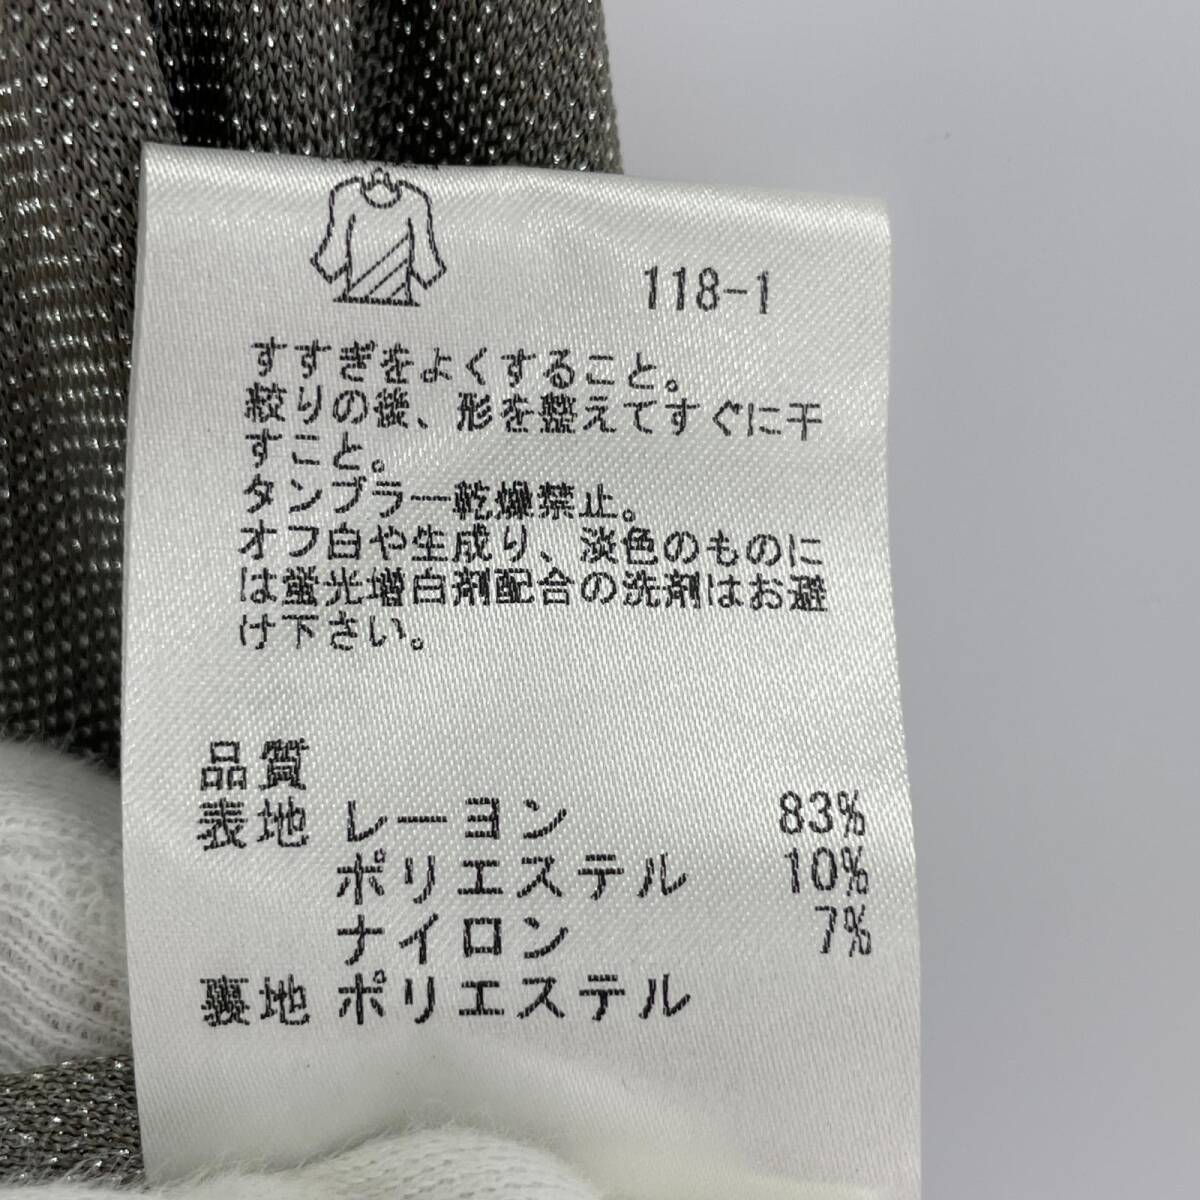 118-1
すすぎをよくすること。
絞りの後、形を整えてすぐに干
すこと。
タンブラー乾燥禁止。
オフ白や生成り、淡色のものに
は蛍光増白剤配合の洗剤はお避
け下さい。
品質
表地 レーヨン 83%
ポリエステル 10%
ナイロン 7%
裏地 ポリエステル